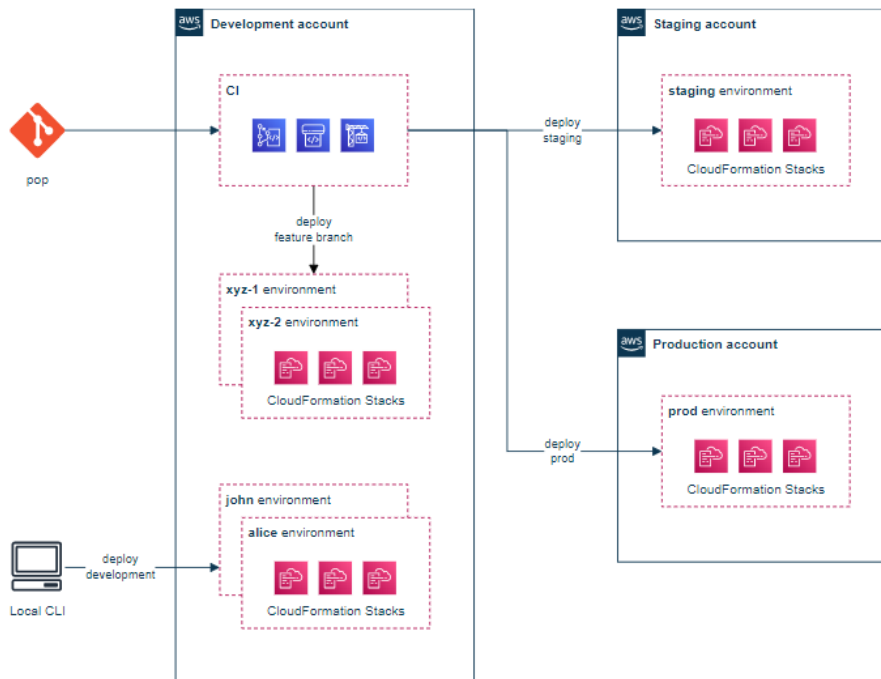 aws Development account
aws Staging account
CI
staging environment
CloudFormation Stacks
pop
deploy
staging
deploy
feature branch
xyz-1 environment
xyz-2 environment
CloudFormation Stacks
aws Production account
prod environment
CloudFormation Stacks
deploy
prod
john environment
alice environment
CloudFormation Stacks
deploy
development
Local CLI